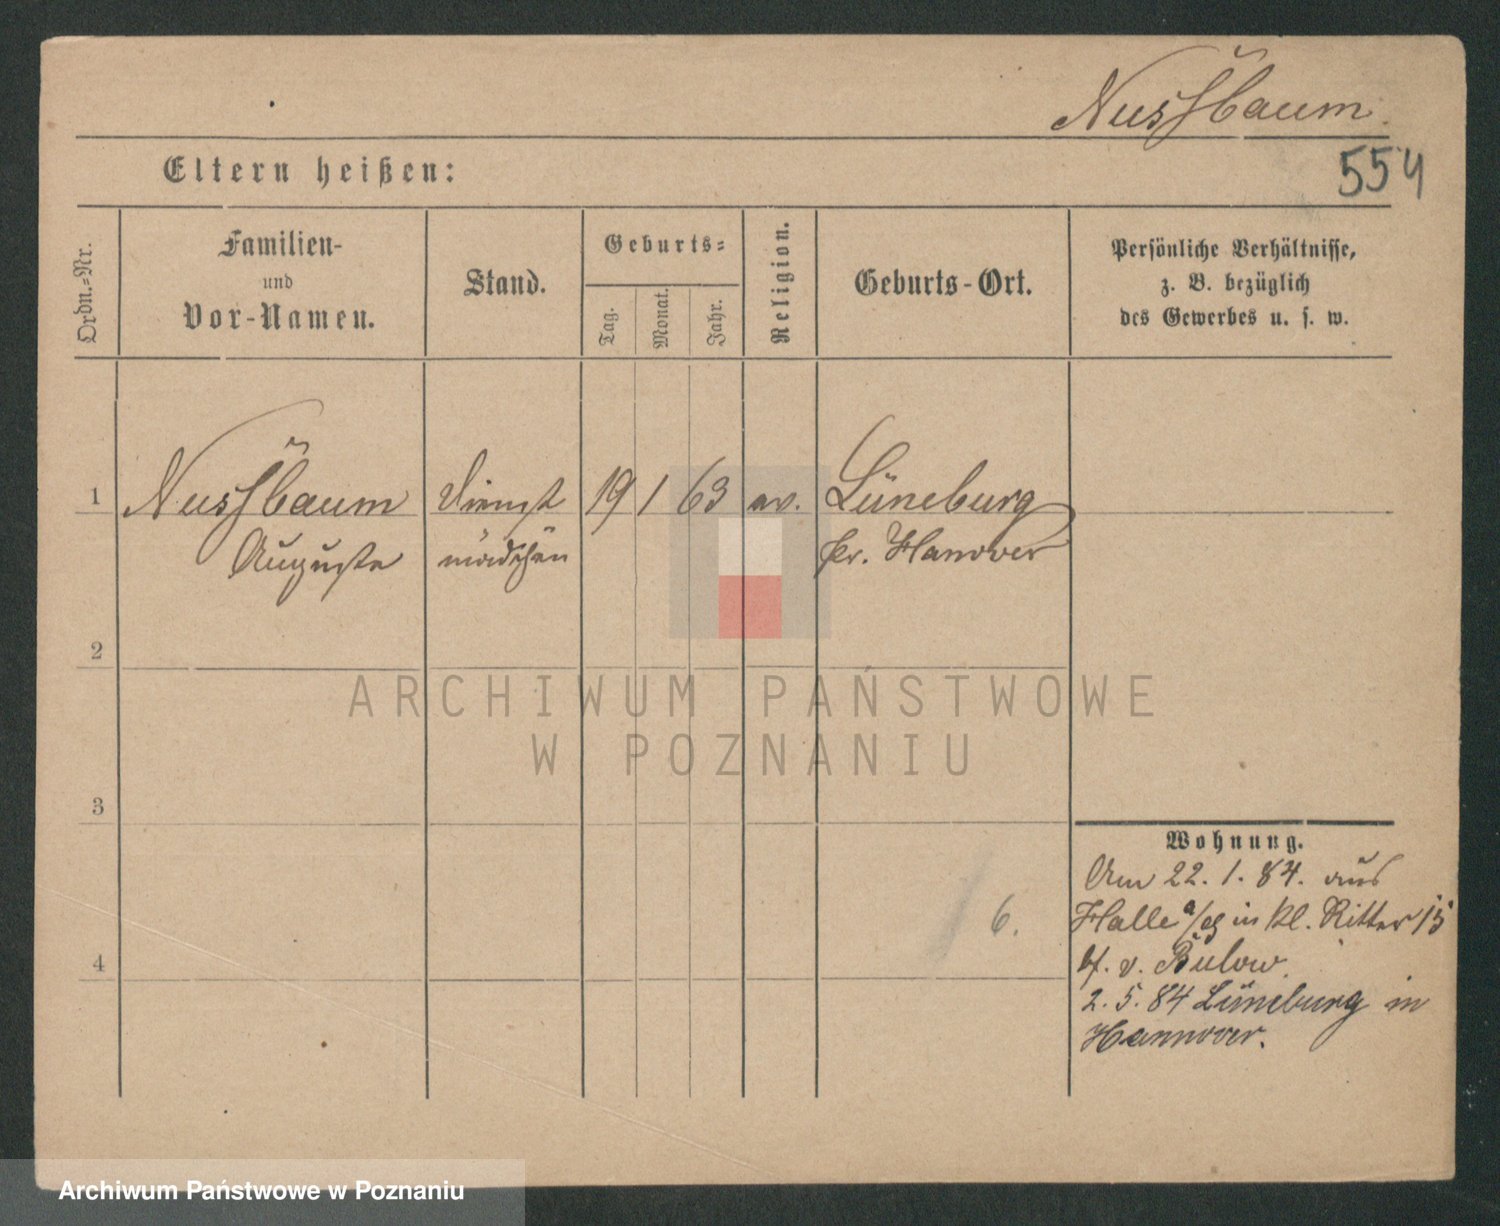 Nussbaum.
554
Eltern heißen:
Ordn.-Nr.
Familien-
und
Vor-Namen.
Stand.
Geburts-
Tag.
Monat.
Jahr.
Religion.
Geburts-Ort.
Persönliche Verhältnisse,
z. B. bezüglich
des Gewerbes u. s. w.
1 Nussbaum Dienst 19 1 63 ev. Lüneburg
Auguste mädchen Pr. Hanover
2
ARCHIWUM PAŃSTWOWE
W POZNANIU
3
Wohnung.
Am 22. 1. 84. aus
Halle a/ in kl. Ritter 15
b. v. Bülow.
6.
4
2. 5. 84 Lüneburg in
Hannover.
Archiwum Państwowe w Poznaniu